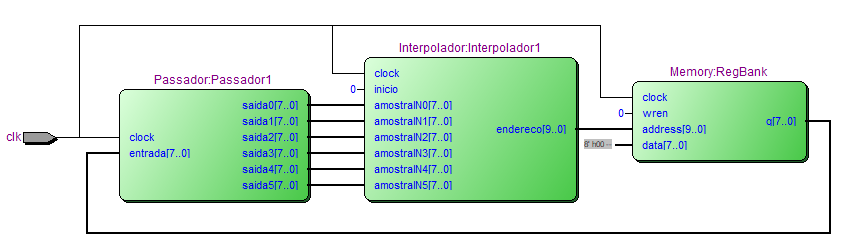 clk
Passador:Passador1
clock
entrada[7..0]
saida0[7..0]
saida1[7..0]
saida2[7..0]
saida3[7..0]
saida4[7..0]
saida5[7..0]
Interpolador:Interpolador1
clock
0 inicio
amostraIN0[7..0]
amostraIN1[7..0]
amostraIN2[7..0]
amostraIN3[7..0]
amostraIN4[7..0]
amostraIN5[7..0]
endereco[9..0]
Memory:RegBank
clock
0 wren
address[9..0]
8' h00 -- data[7..0]
q[7..0]